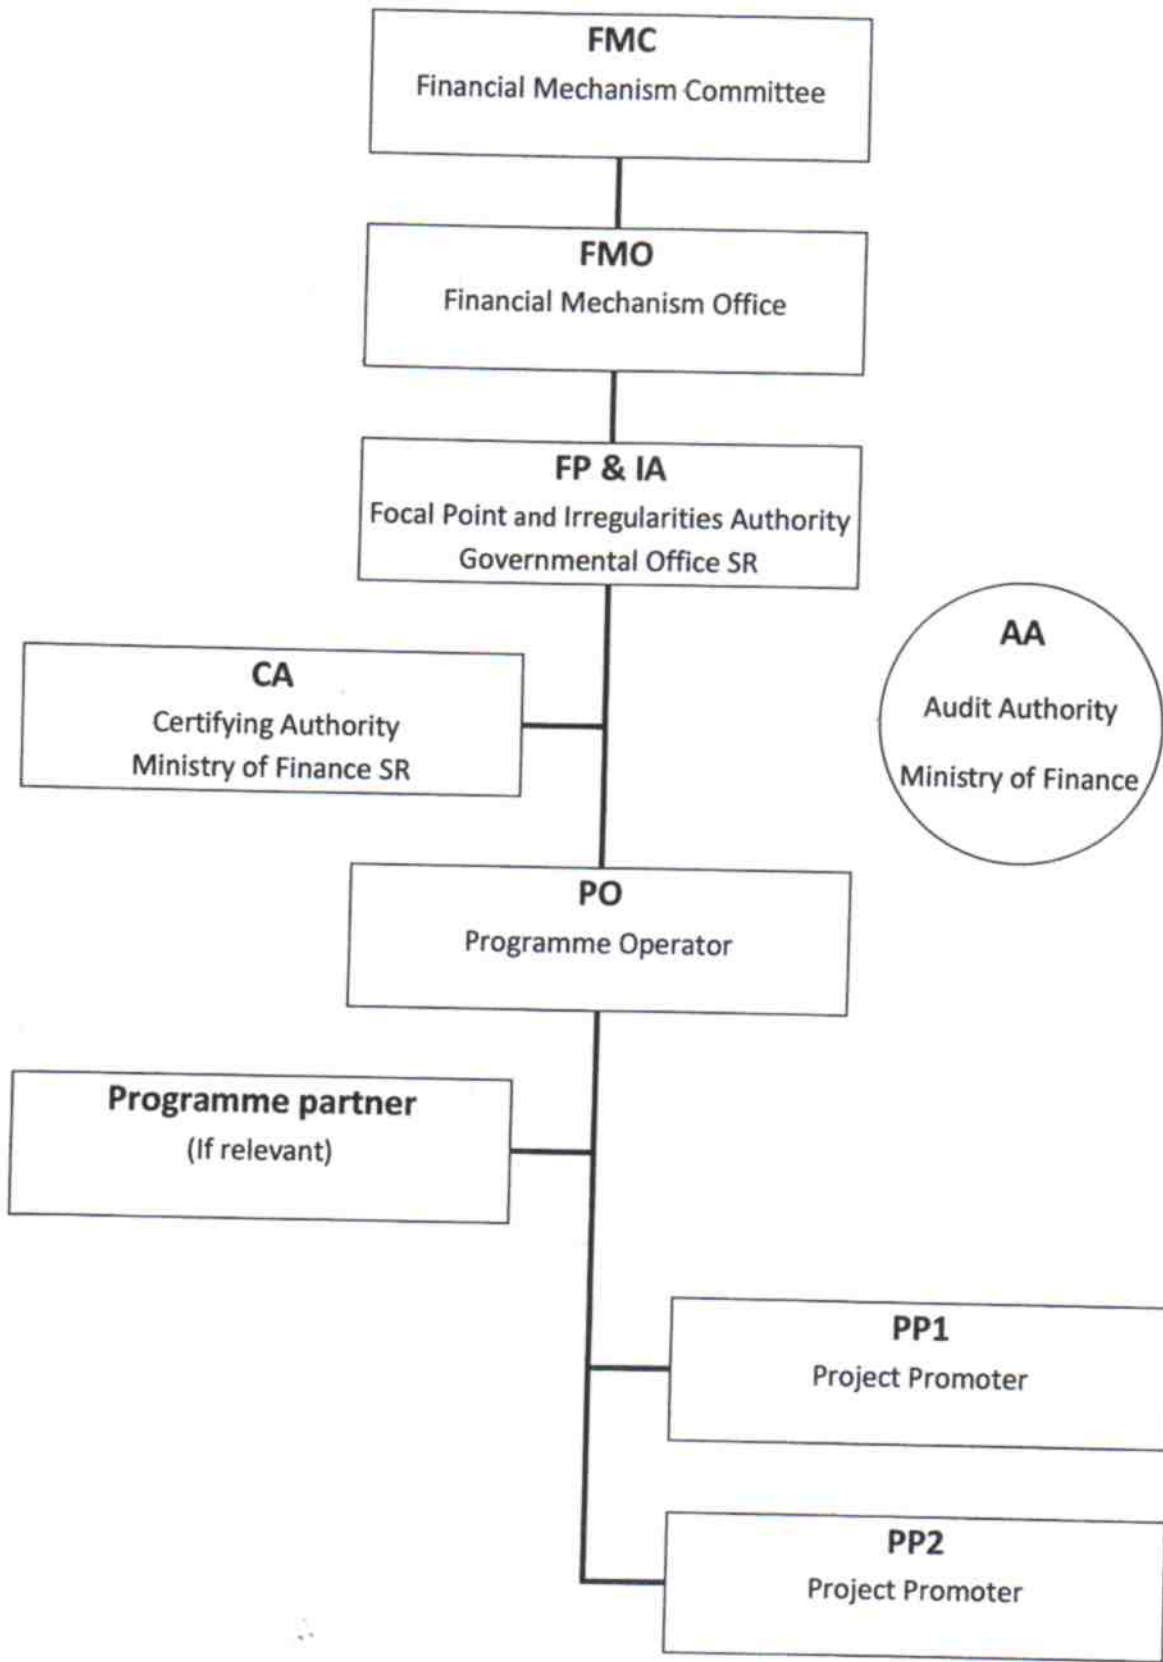 FMC
Financial Mechanism Committee
FMO
Financial Mechanism Office
FP & IA
Focal Point and Irregularities Authority
Governmental Office SR
CA
Certifying Authority
Ministry of Finance SR
AA
Audit Authority
Ministry of Finance
PO
Programme Operator
Programme partner
(If relevant)
PP1
Project Promoter
PP2
Project Promoter